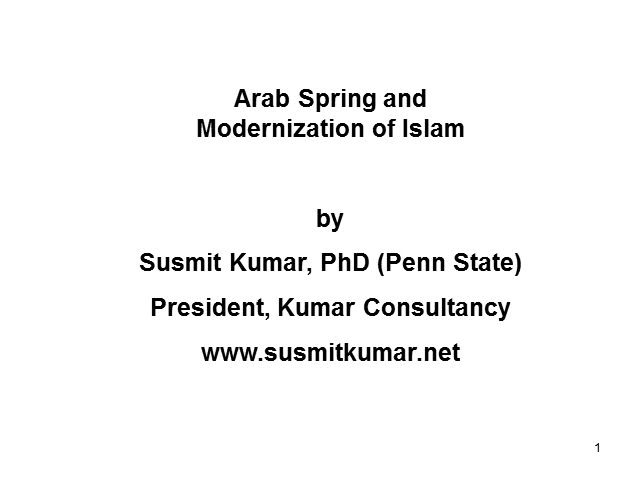 Arab Spring and
Modernization of Islam
by
Susmit Kumar, PhD (Penn State)
President, Kumar Consultancy
www.susmitkumar.net
1